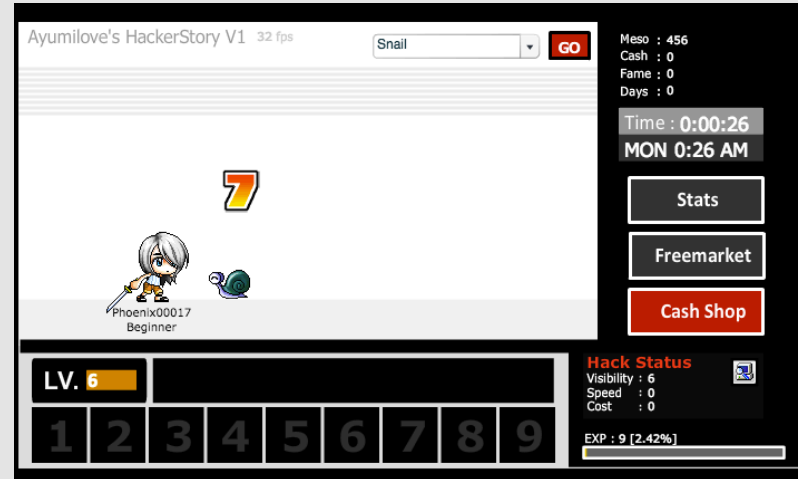 Ayumilove's HackerStory V1 32 fps
Snail
GO
Meso : 456
Cash : 0
Fame : 0
Days : 0
Time : 0:00:26
MON 0:26 AM
Stats
Freemarket
Cash Shop
7
Phoenix00017
Beginner
LV. 6
1 2 3 4 5 6 7 8 9
Hack Status
Visibility : 6
Speed : 0
Cost : 0
EXP : 9 [2.42%]